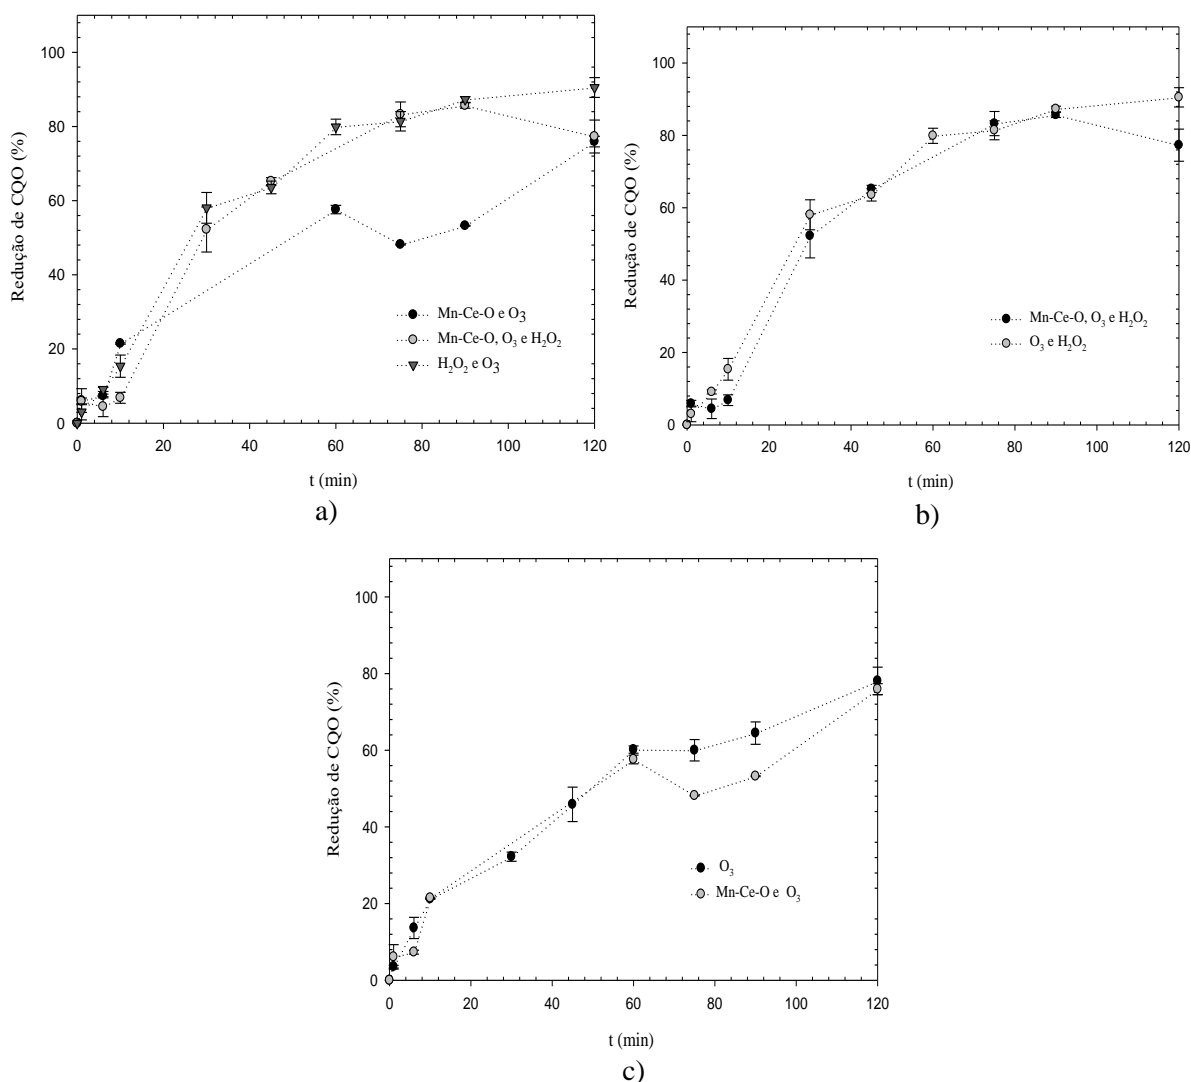 100
80
60
40
20
0
Redução de CQO (%)
Mn-Ce-O e O3
Mn-Ce-O, O3 e H2O2
H2O2 e O3
0 20 40 60 80 100 120
t (min)
a)
100
80
60
40
20
0
Redução de CQO (%)
Mn-Ce-O, O3 e H2O2
O3 e H2O2
0 20 40 60 80 100 120
t (min)
b)
100
80
60
40
20
0
Redução de CQO (%)
O3
Mn-Ce-O e O3
0 20 40 60 80 100 120
t (min)
c)